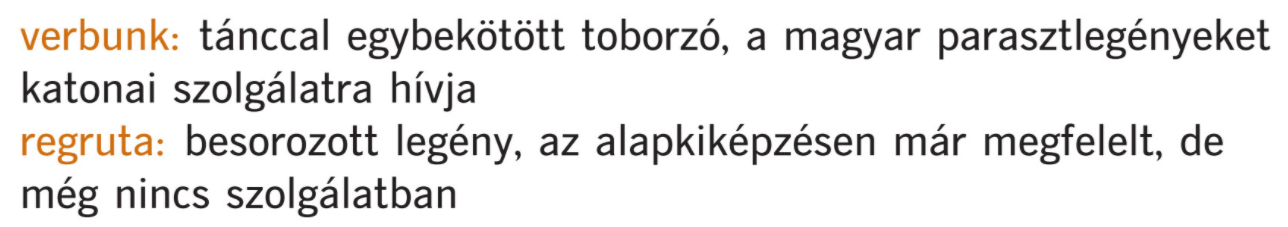 verbunk: tánccal egybekötött toborzó, a magyar parasztlegényeket
katonai szolgálatra hívja
regruta: besorozott legény, az alapkiképzésen már megfelelt, de
még nincs szolgálatban